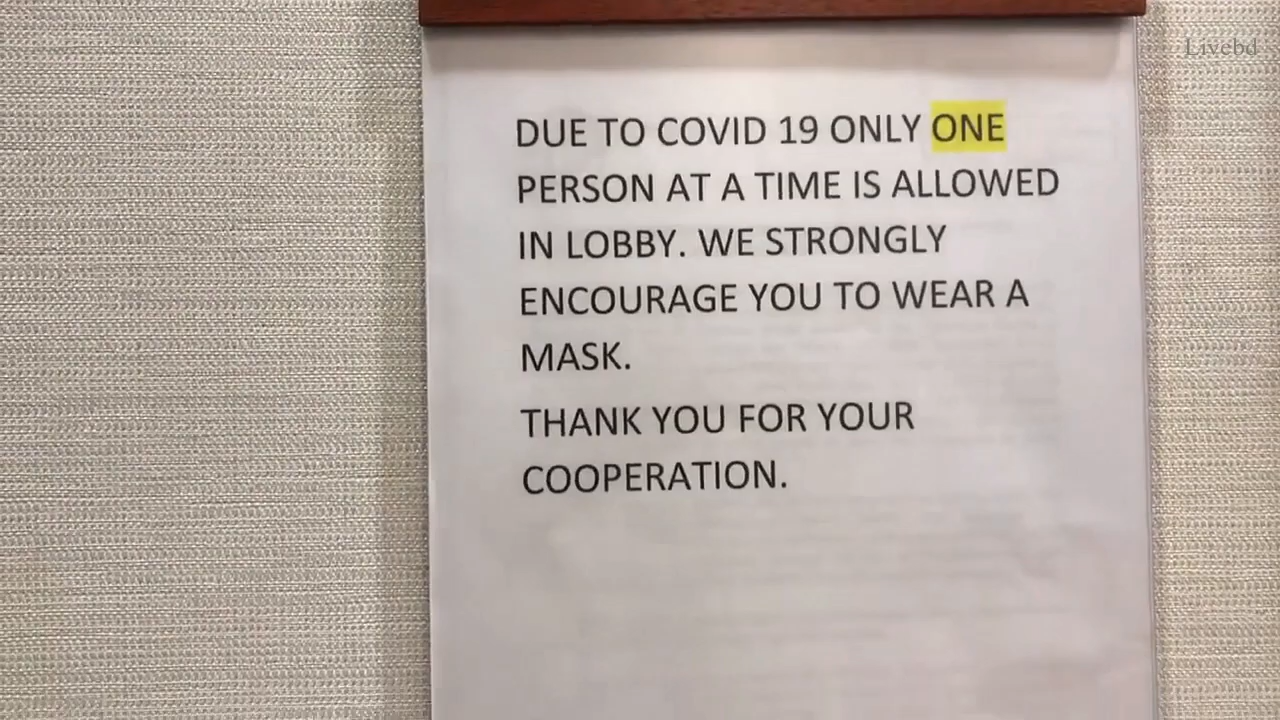 Livebd
DUE TO COVID 19 ONLY ONE
PERSON AT A TIME IS ALLOWED
IN LOBBY. WE STRONGLY
ENCOURAGE YOU TO WEAR A
MASK.
THANK YOU FOR YOUR
COOPERATION.